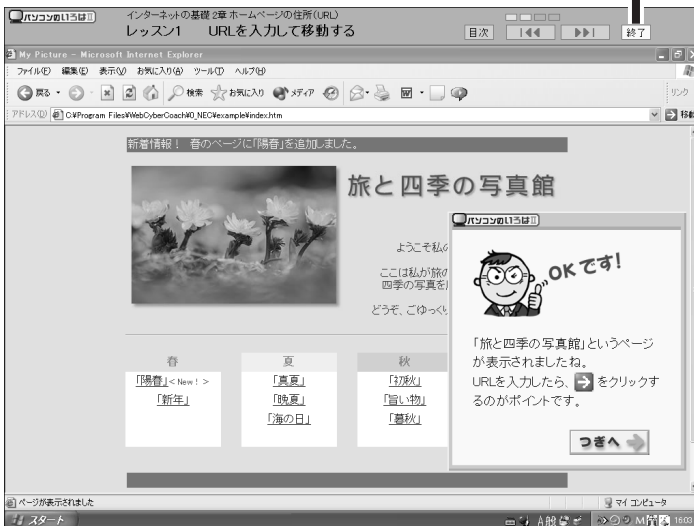 パソコンのいろはII
インターネットの基礎 2章 ホームページの住所(URL)
レッスン1 URLを入力して移動する
目次
終了
My Picture - Microsoft Internet Explorer
ファイル(F) 編集(E) 表示(V) お気に入り(A) ツール(T) ヘルプ(H)
戻る 検索 お気に入り メディア
リンク
アドレス(D) C:¥Program Files¥WebCyberCoach¥0_NEC¥example¥index.htm
移動
新着情報! 春のページに「陽春」を追加しました。
旅と四季の写真館
ようこそ私の
ここは私が旅の
四季の写真を
どうぞ、ごゆっくり
春 夏 秋
「陽春」< New! > 「真夏」 「初秋」
「新年」 「晩夏」 「旨い物」
「海の日」 「暮秋」
パソコンのいろはII
OKです!
「旅と四季の写真館」というページ
が表示されましたね。
URLを入力したら、 をクリックす
るのがポイントです。
つぎへ
ページが表示されました
マイ コンピュータ
スタート
A般
16:03